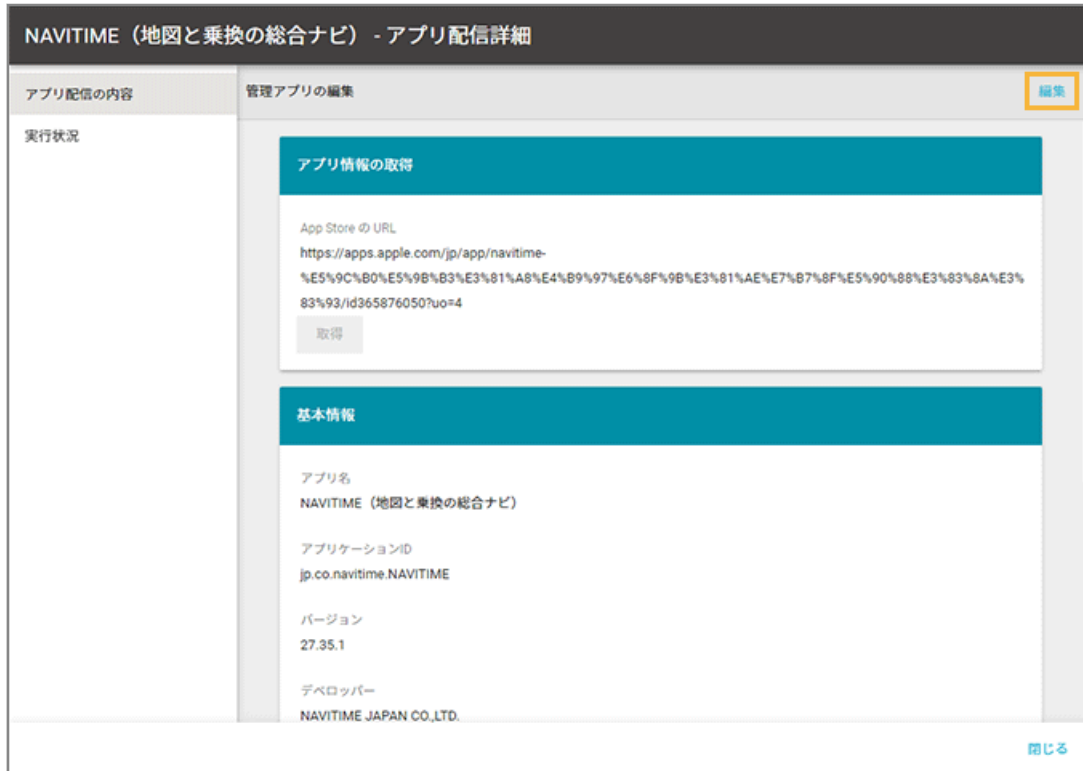 NAVITIME（地図と乗換の総合ナビ） - アプリ配信詳細
アプリ配信の内容
実行状況
管理アプリの編集
編集
アプリ情報の取得
App Store の URL
https://apps.apple.com/jp/app/navitime-
%E5%9C%B0%E5%9B%B3%E3%81%A8%E4%B9%97%E6%8F%9B%E3%81%AE%E7%B7%8F%E5%90%88%E3%83%8A%E3%
83%93/id365876050?uo=4
取得
基本情報
アプリ名
NAVITIME（地図と乗換の総合ナビ）
アプリケーションID
jp.co.navitime.NAVITIME
バージョン
27.35.1
デベロッパー
NAVITIME JAPAN CO.,LTD.
閉じる